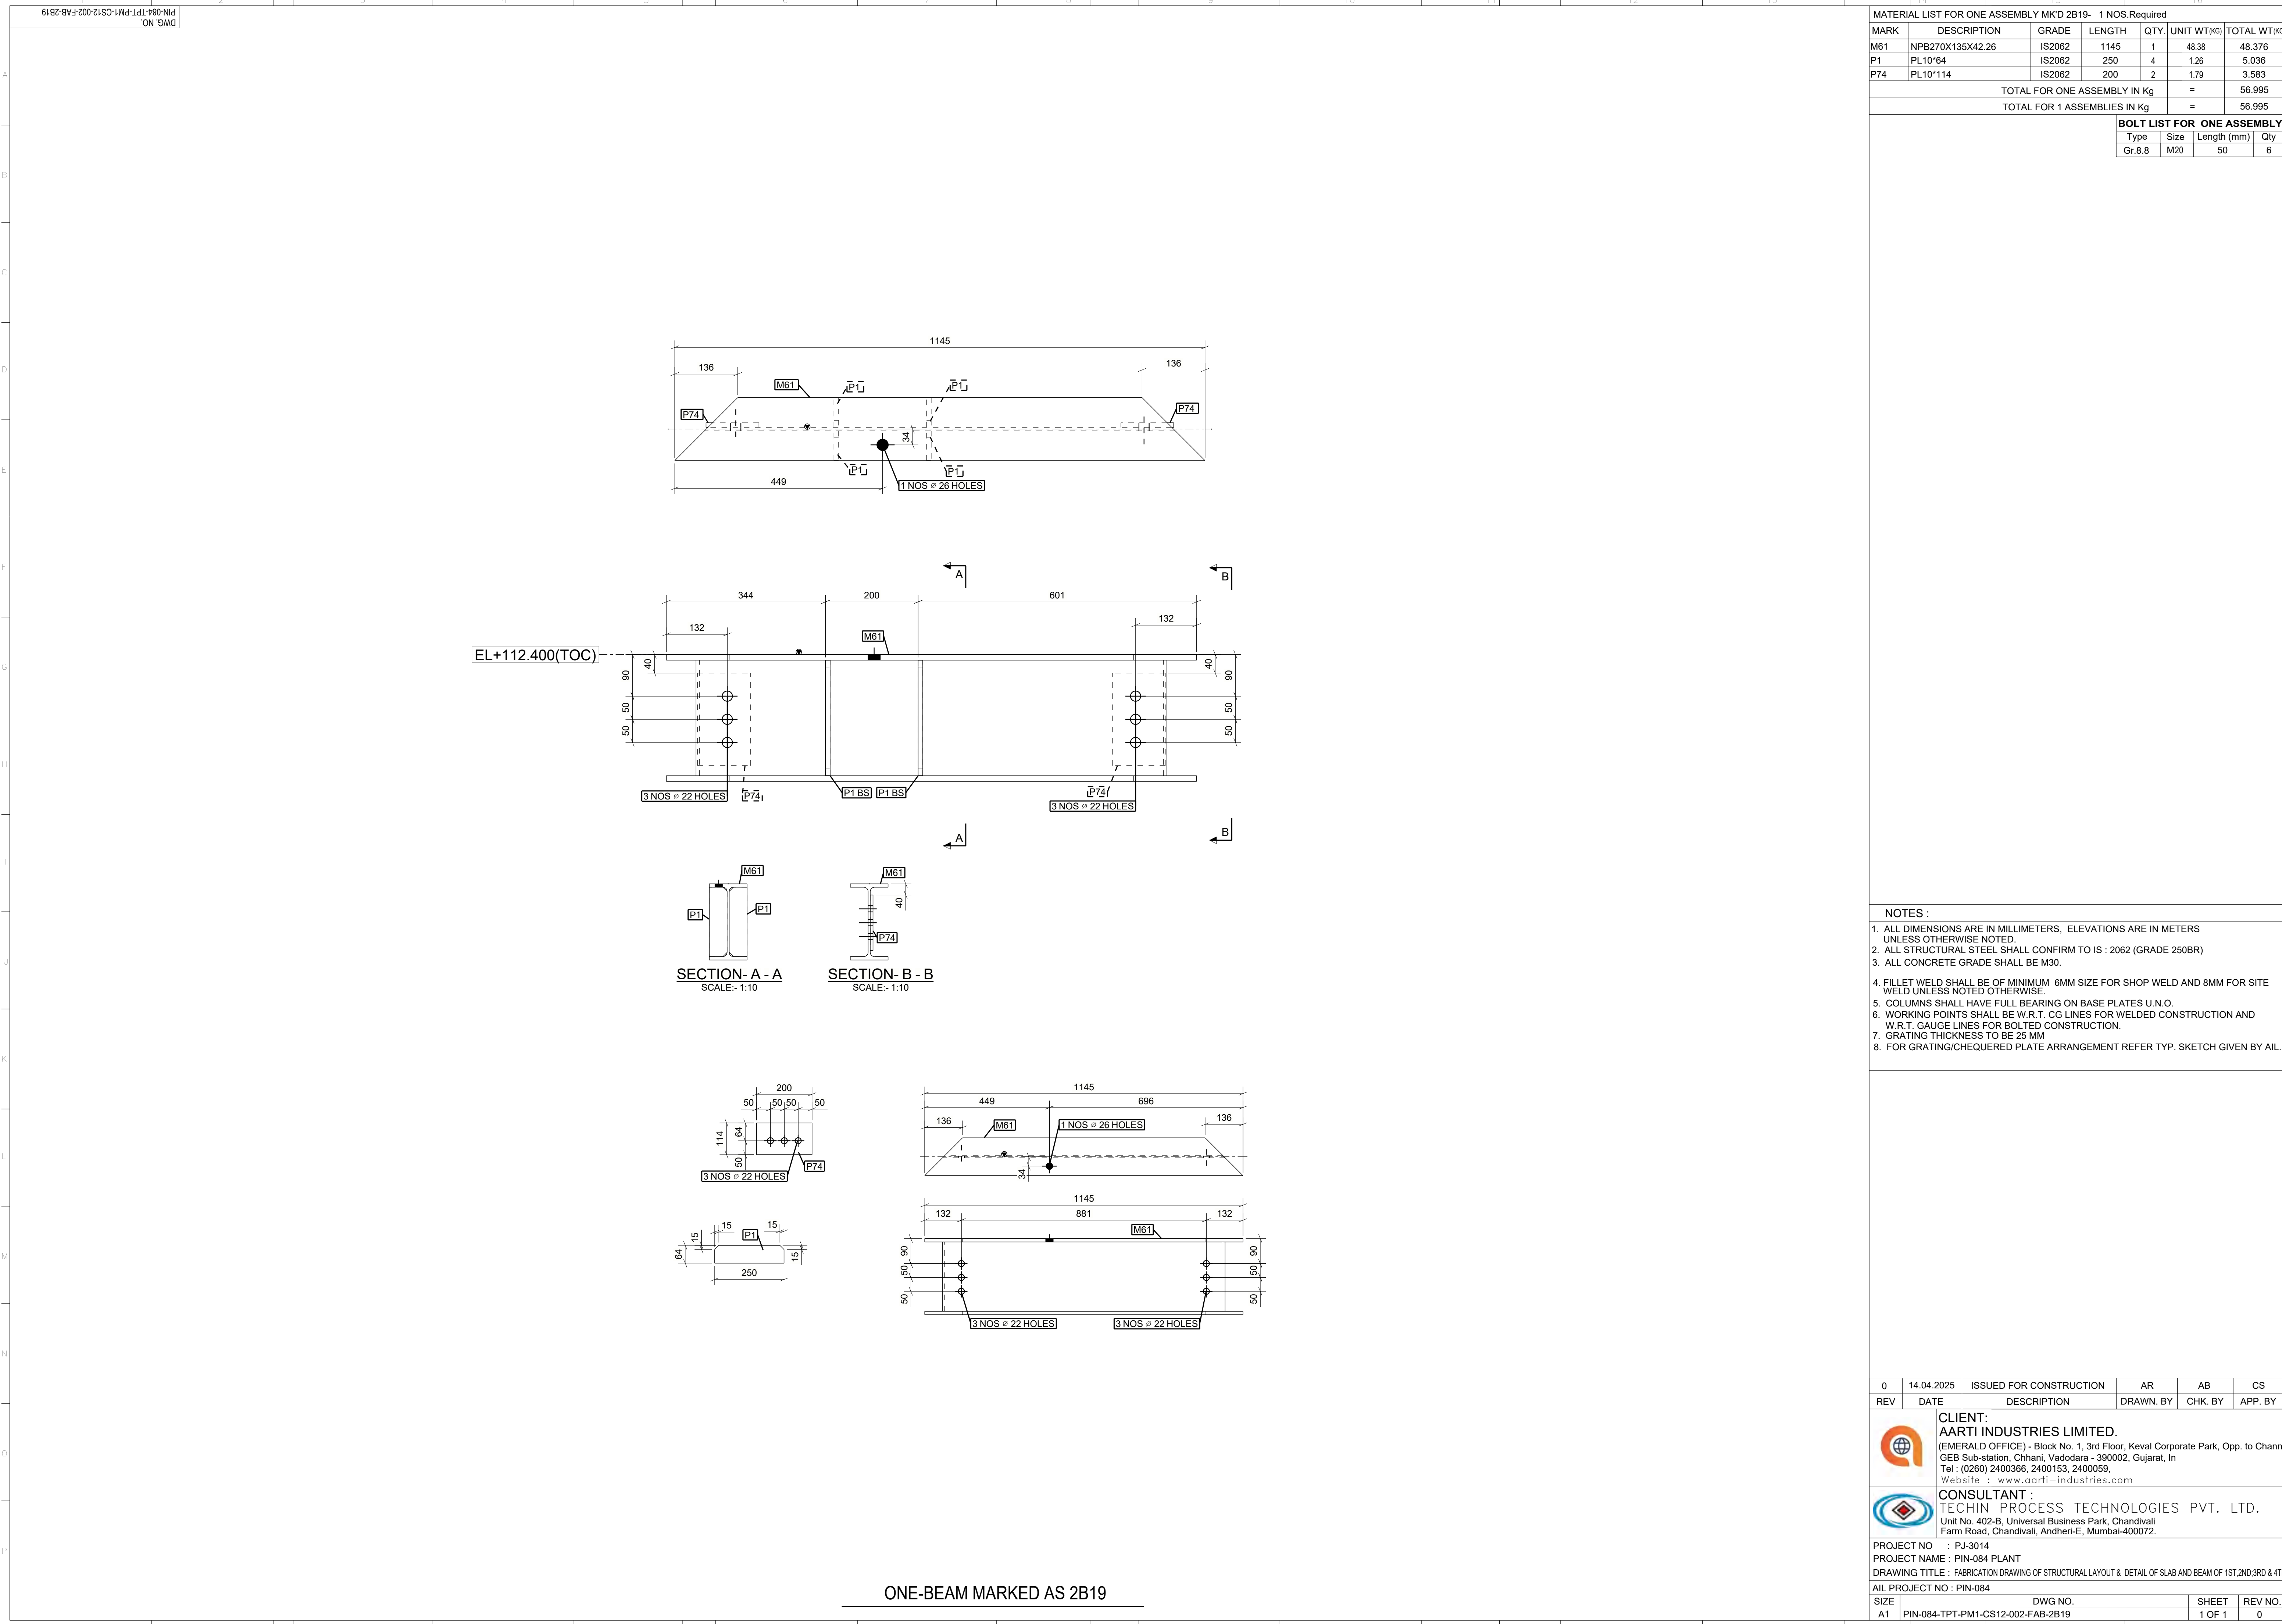 DWG. NO.
PIN-084-TPT-PM1-CS12-002-FAB-2B19
MATERIAL LIST FOR ONE ASSEMBLY MK'D 2B19- 1 NOS.Required
MARK DESCRIPTION GRADE LENGTH QTY. UNIT WT(KG) TOTAL WT(KG
M61 NPB270X135X42.26 IS2062 1145 1 48.38 48.376
P1 PL10*64 IS2062 250 4 1.26 5.036
P74 PL10*114 IS2062 200 2 1.79 3.583
TOTAL FOR ONE ASSEMBLY IN Kg = 56.995
TOTAL FOR 1 ASSEMBLIES IN Kg = 56.995
BOLT LIST FOR ONE ASSEMBLY
Type Size Length (mm) Qty
Gr.8.8 M20 50 6
1145
136 136
M61 P1 P1
P74 P74
34
P1 P1
449 1 NOS ⌀ 26 HOLES
A B
344 200 601
132 132
M61
EL+112.400(TOC)
40 40
90 90
50 50
50 50
3 NOS ⌀ 22 HOLES P74 P1 BS P1 BS P74
3 NOS ⌀ 22 HOLES
A B
M61 M61
40
P1 P1
P74
SECTION- A - A SECTION- B - B
SCALE:- 1:10 SCALE:- 1:10
200
50 50 50 50
114 64
50
P74
3 NOS ⌀ 22 HOLES
15 15
15 P1
64 15
250
1145
449 696
136 136
M61 1 NOS ⌀ 26 HOLES
34
1145
132 881 132
M61
90 90
50 50
50 50
3 NOS ⌀ 22 HOLES 3 NOS ⌀ 22 HOLES
ONE-BEAM MARKED AS 2B19
NOTES :
1. ALL DIMENSIONS ARE IN MILLIMETERS, ELEVATIONS ARE IN METERS
UNLESS OTHERWISE NOTED.
2. ALL STRUCTURAL STEEL SHALL CONFIRM TO IS : 2062 (GRADE 250BR)
3. ALL CONCRETE GRADE SHALL BE M30.
4. FILLET WELD SHALL BE OF MINIMUM 6MM SIZE FOR SHOP WELD AND 8MM FOR SITE
WELD UNLESS NOTED OTHERWISE.
5. COLUMNS SHALL HAVE FULL BEARING ON BASE PLATES U.N.O.
6. WORKING POINTS SHALL BE W.R.T. CG LINES FOR WELDED CONSTRUCTION AND
W.R.T. GAUGE LINES FOR BOLTED CONSTRUCTION.
7. GRATING THICKNESS TO BE 25 MM
8. FOR GRATING/CHEQUERED PLATE ARRANGEMENT REFER TYP. SKETCH GIVEN BY AIL.
0 14.04.2025 ISSUED FOR CONSTRUCTION AR AB CS
REV DATE DESCRIPTION DRAWN. BY CHK. BY APP. BY
CLIENT:
AARTI INDUSTRIES LIMITED.
(EMERALD OFFICE) - Block No. 1, 3rd Floor, Keval Corporate Park, Opp. to Chann
GEB Sub-station, Chhani, Vadodara - 390002, Gujarat, In
Tel : (0260) 2400366, 2400153, 2400059,
Website : www.aarti-industries.com
CONSULTANT :
TECHIN PROCESS TECHNOLOGIES PVT. LTD.
Unit No. 402-B, Universal Business Park, Chandivali
Farm Road, Chandivali, Andheri-E, Mumbai-400072.
PROJECT NO : PJ-3014
PROJECT NAME : PIN-084 PLANT
DRAWING TITLE : FABRICATION DRAWING OF STRUCTURAL LAYOUT & DETAIL OF SLAB AND BEAM OF 1ST,2ND,3RD & 4T
AIL PROJECT NO : PIN-084
SIZE DWG NO. SHEET REV NO.
A1 PIN-084-TPT-PM1-CS12-002-FAB-2B19 1 OF 1 0